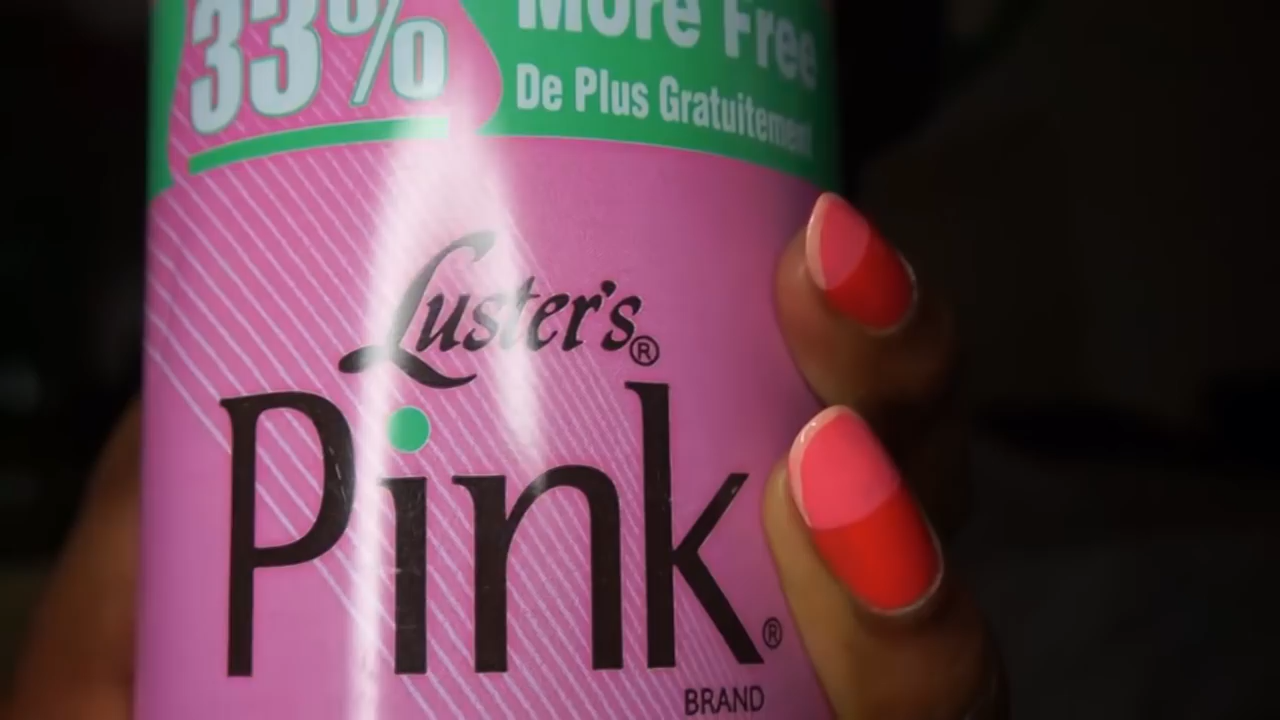 33% More Free
De Plus Gratuitement
Luster's®
Pink®
BRAND